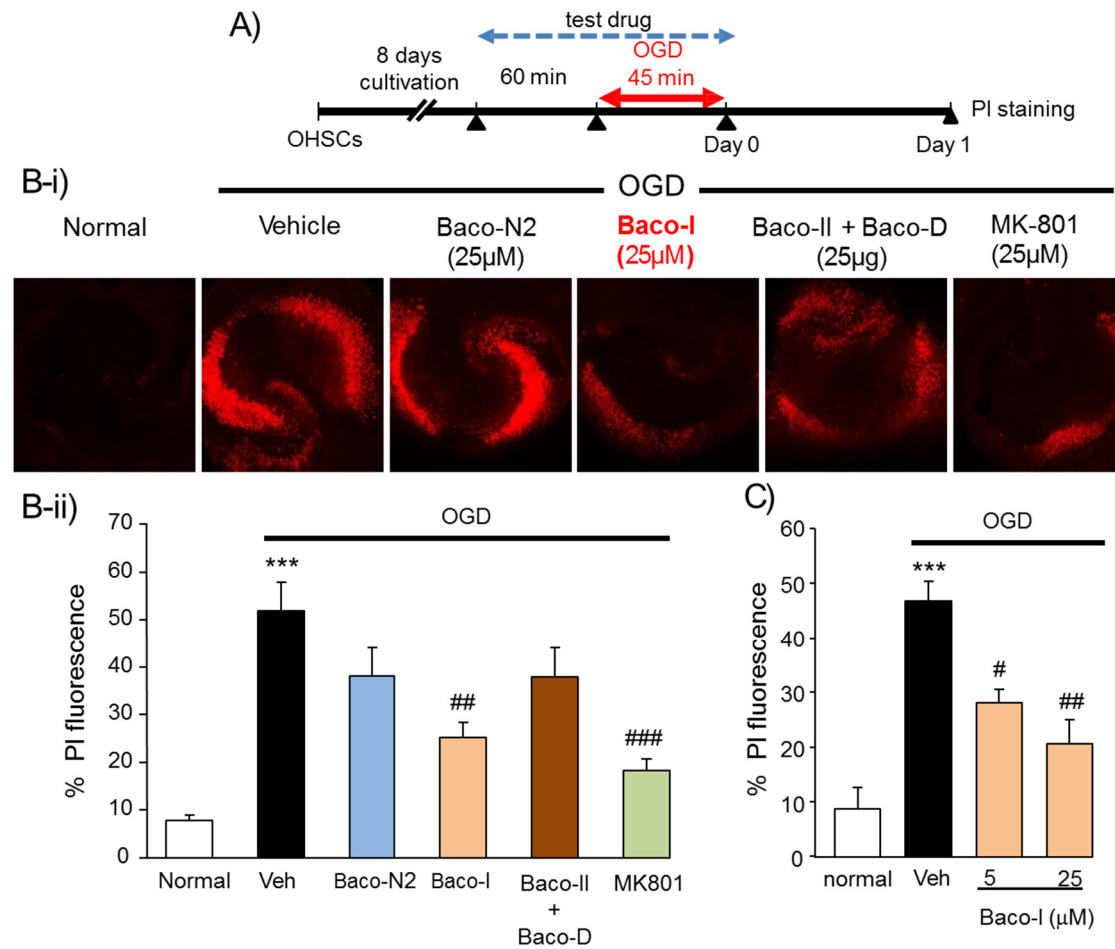 A)
test drug
8 days
cultivation
60 min
OGD
45 min
OHSCs
Day 0
Day 1
PI staining
B-i)
OGD
Normal
Vehicle
Baco-N2
(25μM)
Baco-I
(25μM)
Baco-II + Baco-D
(25μg)
MK-801
(25μM)
B-ii)
OGD
% PI fluorescence
70
60
50
40
30
20
10
0
***
##
###
Normal
Veh
Baco-N2
Baco-I
Baco-II
+
Baco-D
MK801
C)
OGD
% PI fluorescence
60
50
40
30
20
10
0
***
#
##
normal
Veh
5
25
Baco-I (μM)